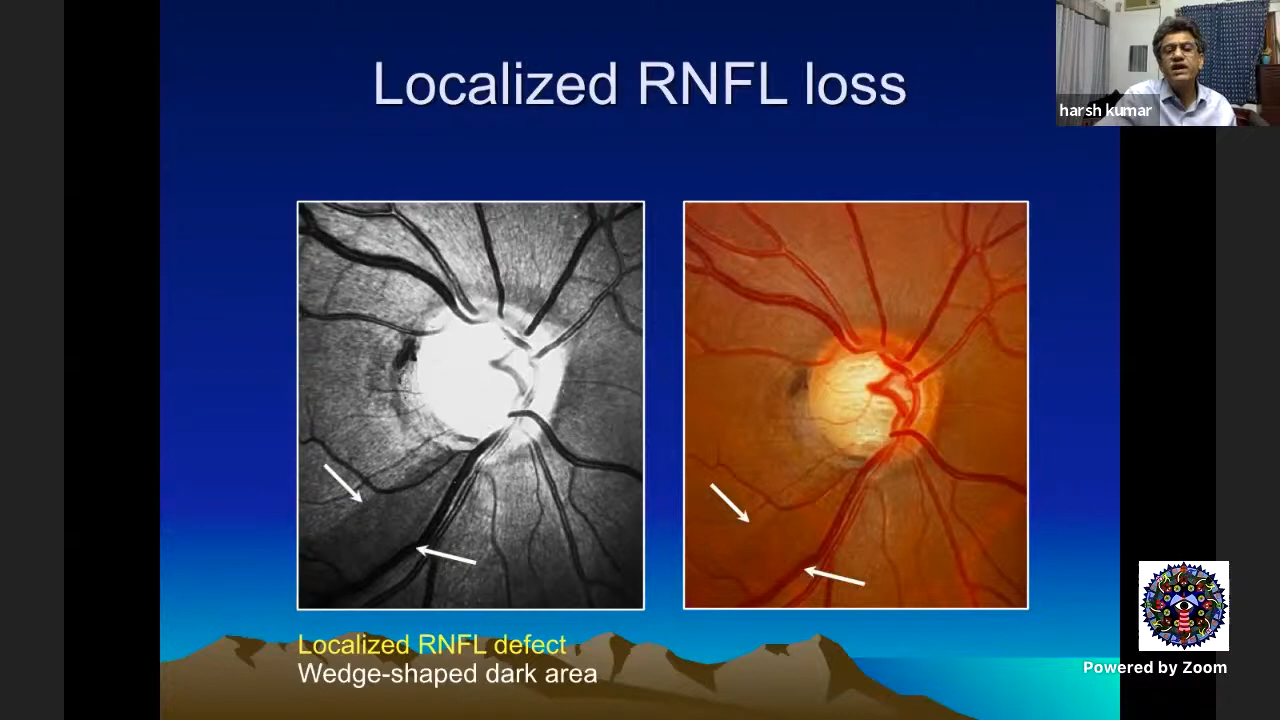 Localized RNFL loss
harsh kumar
Localized RNFL defect
Wedge-shaped dark area
Powered by Zoom